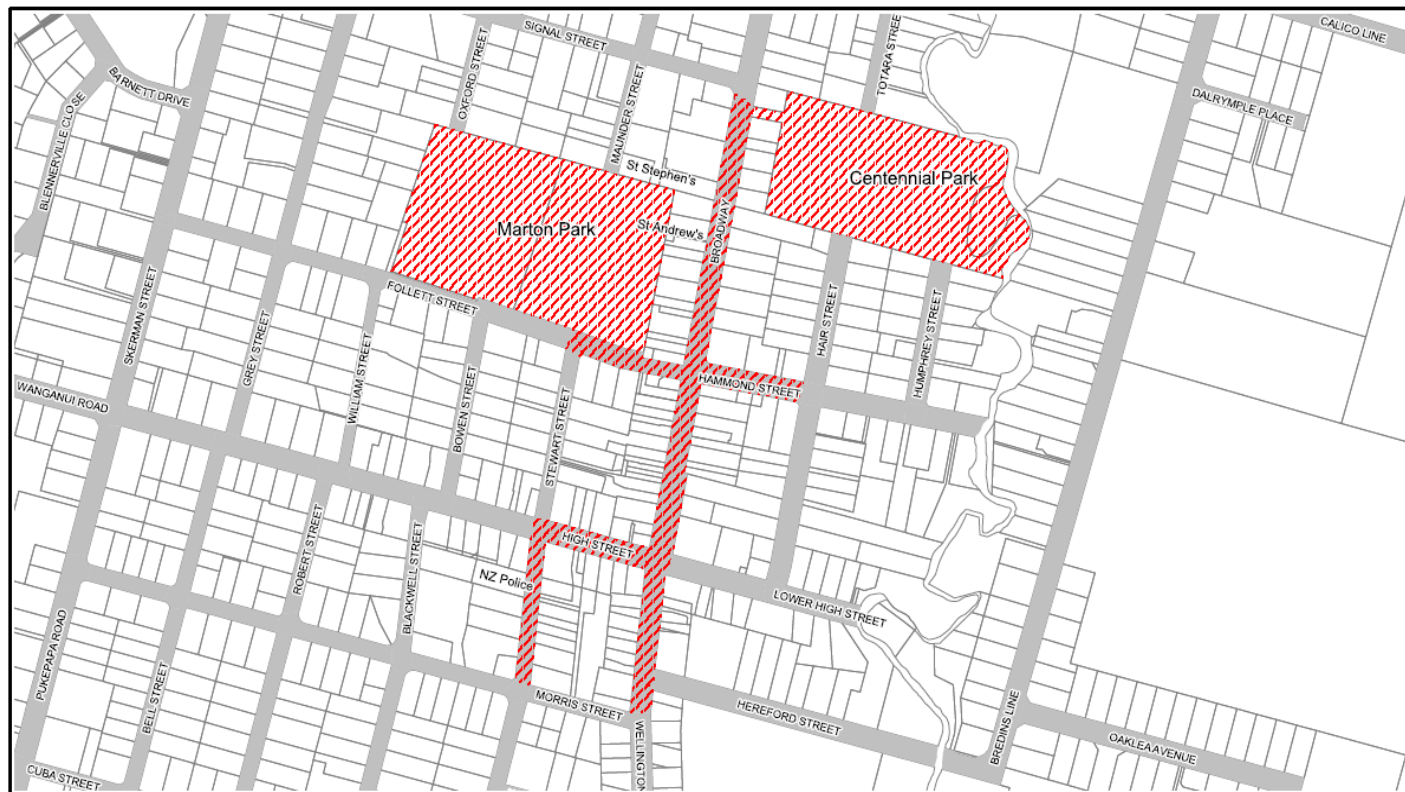 SIGNAL STREET
CALICO LINE
OXFORD STREET
TOTARA STREE
BARNETT DRIVE
MAUNDER STREET
DALRYMPLE PLACE
BLENNERVILLE CLOSE
St Stephen's
Centennial Park
Marton Park
St Andrew's
BROADWAY
FOLLETT STREET
SKERMAN STREET
GREY STREET
HAIR STREET
HUMPHREY STREET
WANGANUI ROAD
WILLIAM STREET
BOWEN STREET
STEWART STREET
HAMMOND STREET
HIGH STREET
ROBERT STREET
BLACKWELL STREET
NZ Police
LOWER HIGH STREET
PUKEPAPA ROAD
BELL STREET
MORRIS STREET
WELLINGTON
HEREFORD STREET
BREDINS LINE
OAKLEA AVENUE
CUBA STREET